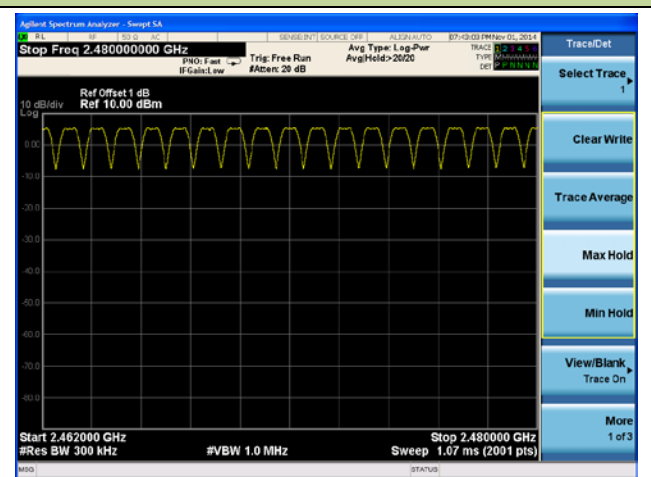 Agilent Spectrum Analyzer - Swept SA
RL RF 50 Ω AC SENSE:INT SOURCE OFF ALIGN AUTO 07:43:03 PM Nov 01, 2014
Stop Freq 2.480000000 GHz
PNO: Fast
IFGain:Low
Trig: Free Run
#Atten: 20 dB
Avg Type: Log-Pwr
Avg|Hold:>20/20
TRACE 1 2 3 4 5 6
TYPE
DET P P N N N N
Ref Offset 1 dB
10 dB/div Ref 10.00 dBm
Log
0.00
-10.0
-20.0
-30.0
-40.0
-50.0
-60.0
-70.0
-80.0
Start 2.462000 GHz
Stop 2.480000 GHz
#Res BW 300 kHz
#VBW 1.0 MHz
Sweep 1.07 ms (2001 pts)
MSG
STATUS
Trace/Det
Select Trace
1
Clear Write
Trace Average
Max Hold
Min Hold
View/Blank
Trace On
More
1 of 3